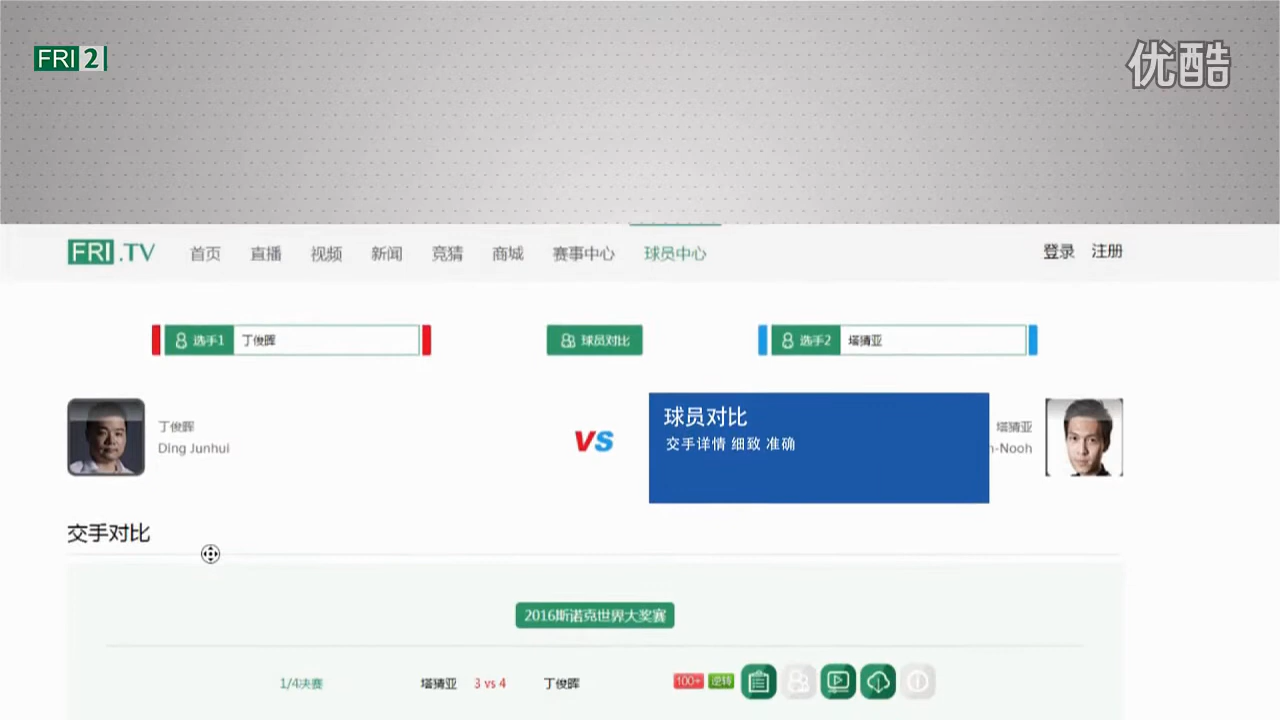 FRI 2
优酷
FRI.TV 首页 直播 视频 新闻 竞猜 商城 赛事中心 球员中心 登录 注册
选手1 丁俊晖 球员对比 选手2 塔猜亚
丁俊晖
Ding Junhui
VS
球员对比
交手详情 细致 准确
塔猜亚
n-Nooh
交手对比
2016斯诺克世界大奖赛
1/4决赛 塔猜亚 3 vs 4 丁俊晖 100+ 逆转